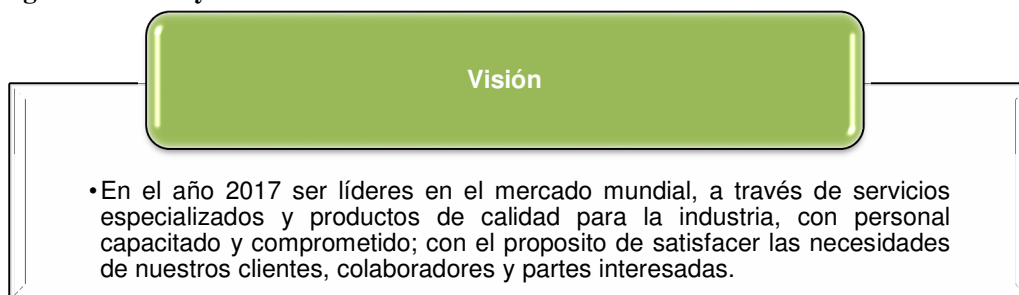 Visión
•En el año 2017 ser líderes en el mercado mundial, a través de servicios
especializados y productos de calidad para la industria, con personal
capacitado y comprometido; con el proposito de satisfacer las necesidades
de nuestros clientes, colaboradores y partes interesadas.